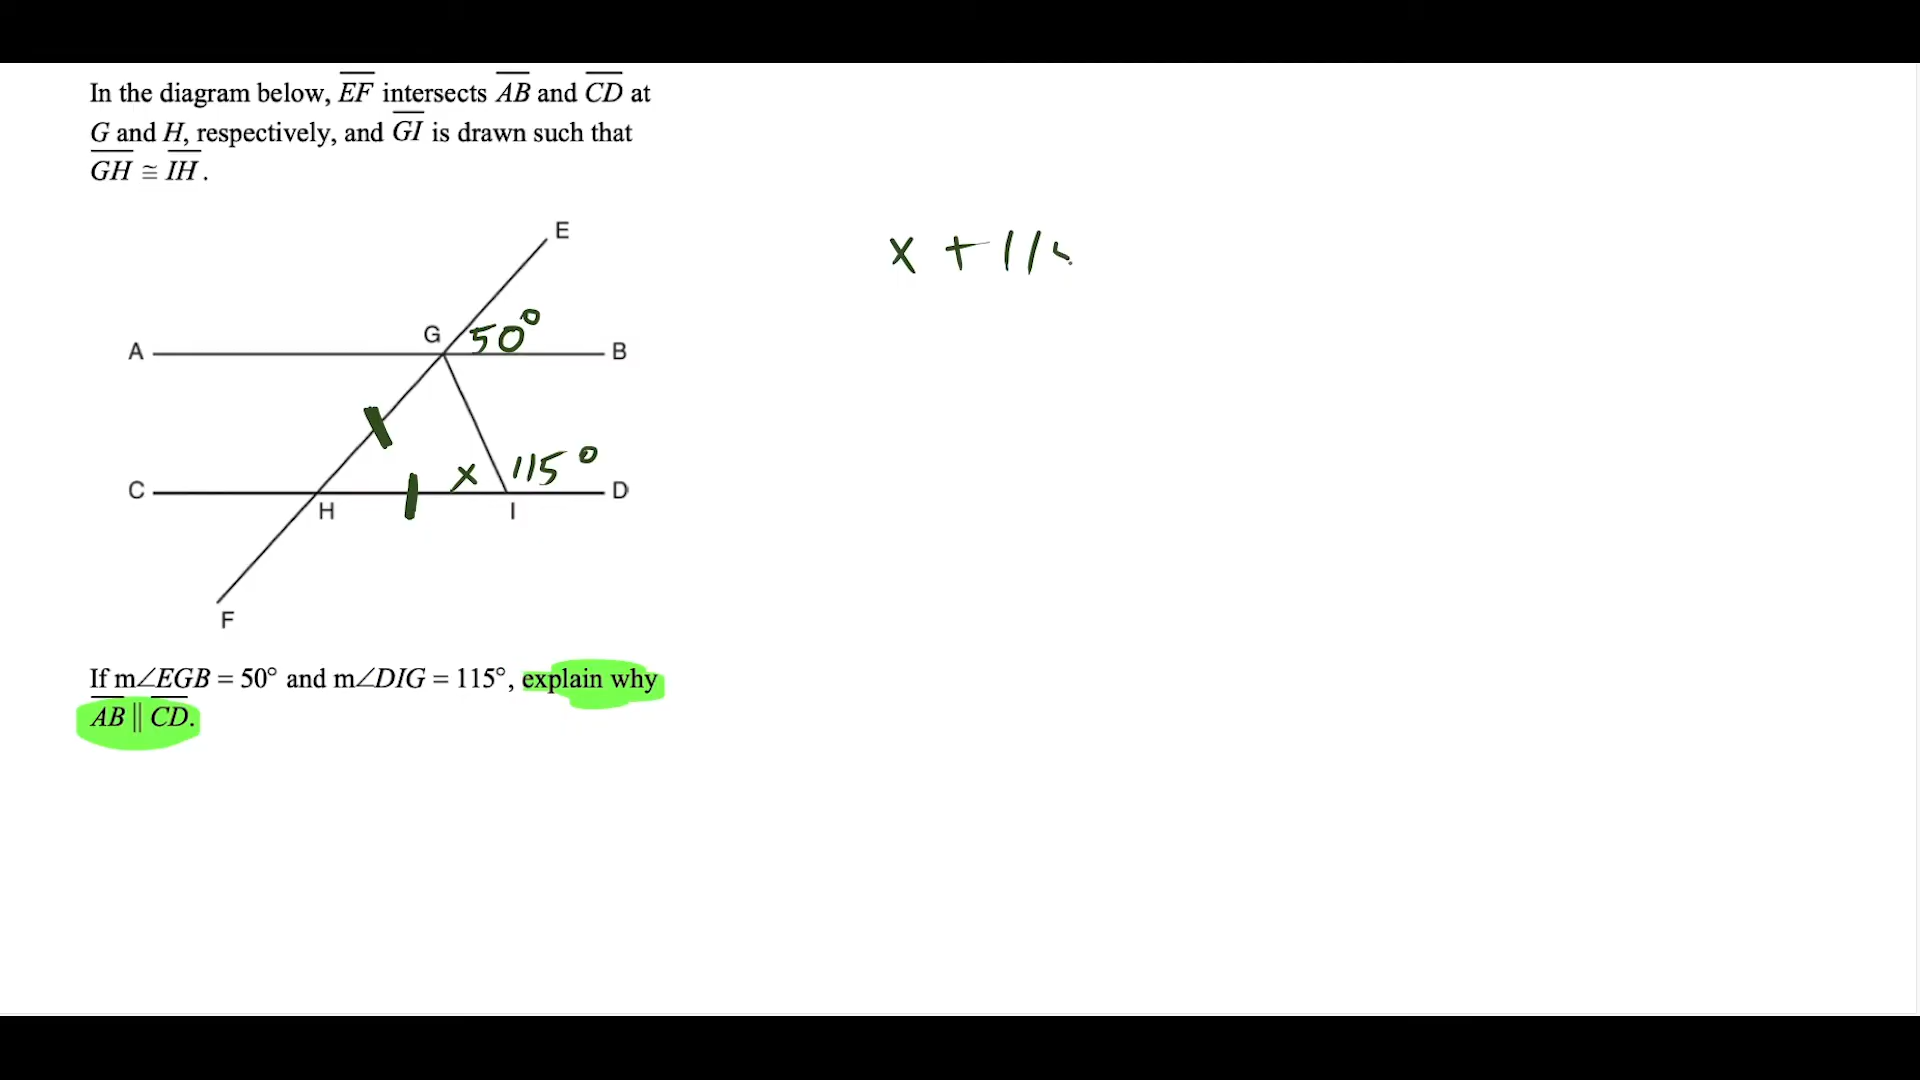 In the diagram below, EF intersects AB and CD at
G and H, respectively, and GI is drawn such that
GH ≅ IH.
E
x + 115
G 50°
A B
x 115°
C D
H I
F
If m∠EGB = 50° and m∠DIG = 115°, explain why
AB || CD.